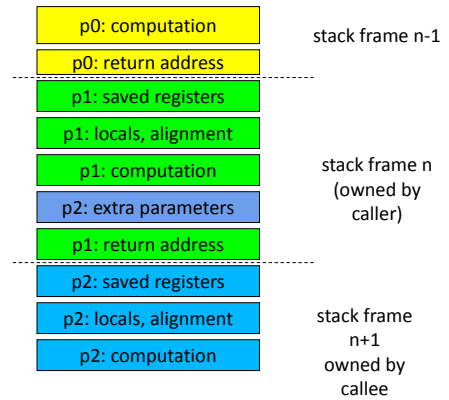 p0: computation
stack frame n-1
p0: return address
p1: saved registers
p1: locals, alignment
p1: computation
stack frame n
(owned by
caller)
p2: extra parameters
p1: return address
p2: saved registers
p2: locals, alignment
p2: computation
stack frame
n+1
owned by
callee